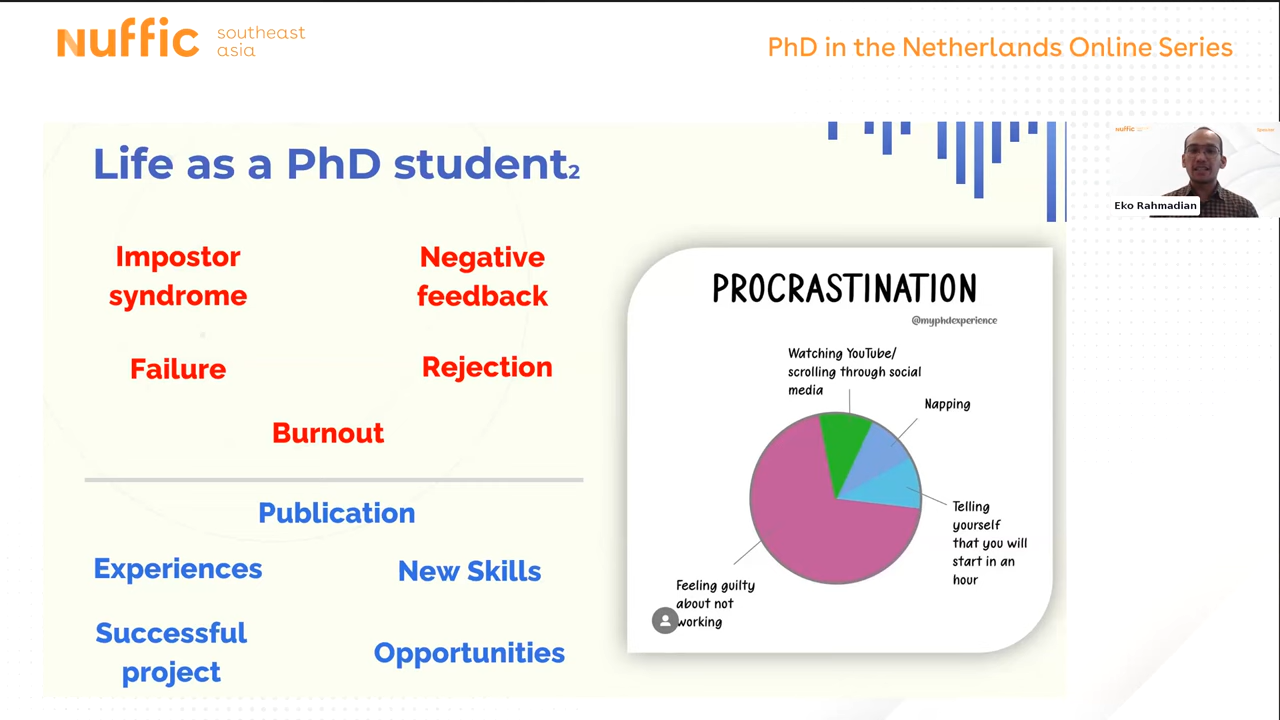 Nuffic southeast
asia
PhD in the Netherlands Online Series
Life as a PhD student2
Impostor
syndrome
Negative
feedback
Failure
Rejection
Burnout
Publication
Experiences
New Skills
Successful
project
Opportunities
PROCRASTINATION
@myphdexperience
Watching YouTube/
scrolling through social
media
Napping
Telling
yourself
that you will
start in an
hour
Feeling guilty
about not
working
nuffic
Eko Rahmadian